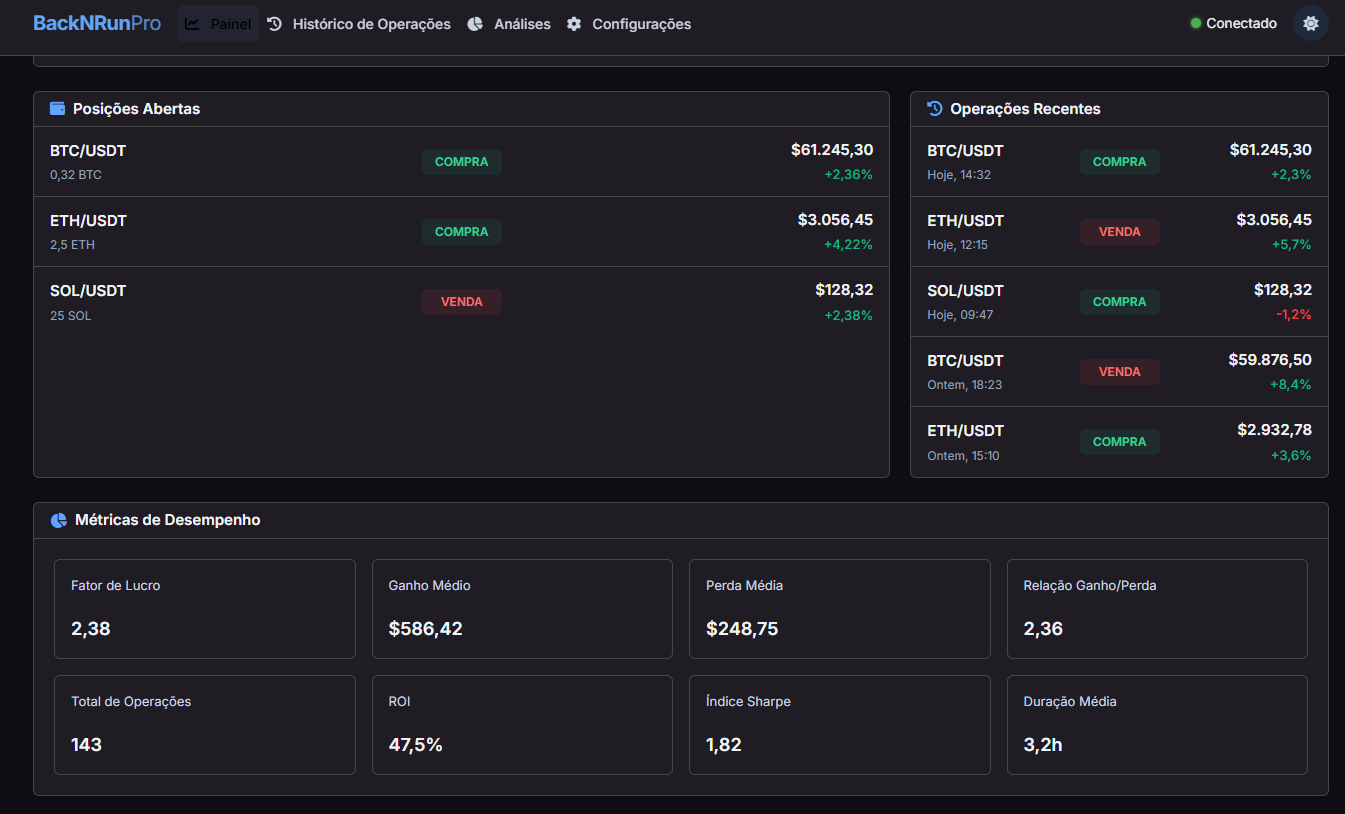 BackNRunPro
Painel
Histórico de Operações
Análises
Configurações
Conectado
Posições Abertas
BTC/USDT
0,32 BTC
COMPRA
$61.245,30
+2,36%
ETH/USDT
2,5 ETH
COMPRA
$3.056,45
+4,22%
SOL/USDT
25 SOL
VENDA
$128,32
+2,38%
Operações Recentes
BTC/USDT
Hoje, 14:32
COMPRA
$61.245,30
+2,3%
ETH/USDT
Hoje, 12:15
VENDA
$3.056,45
+5,7%
SOL/USDT
Hoje, 09:47
COMPRA
$128,32
-1,2%
BTC/USDT
Ontem, 18:23
VENDA
$59.876,50
+8,4%
ETH/USDT
Ontem, 15:10
COMPRA
$2.932,78
+3,6%
Métricas de Desempenho
Fator de Lucro
2,38
Ganho Médio
$586,42
Perda Média
$248,75
Relação Ganho/Perda
2,36
Total de Operações
143
ROI
47,5%
Índice Sharpe
1,82
Duração Média
3,2h